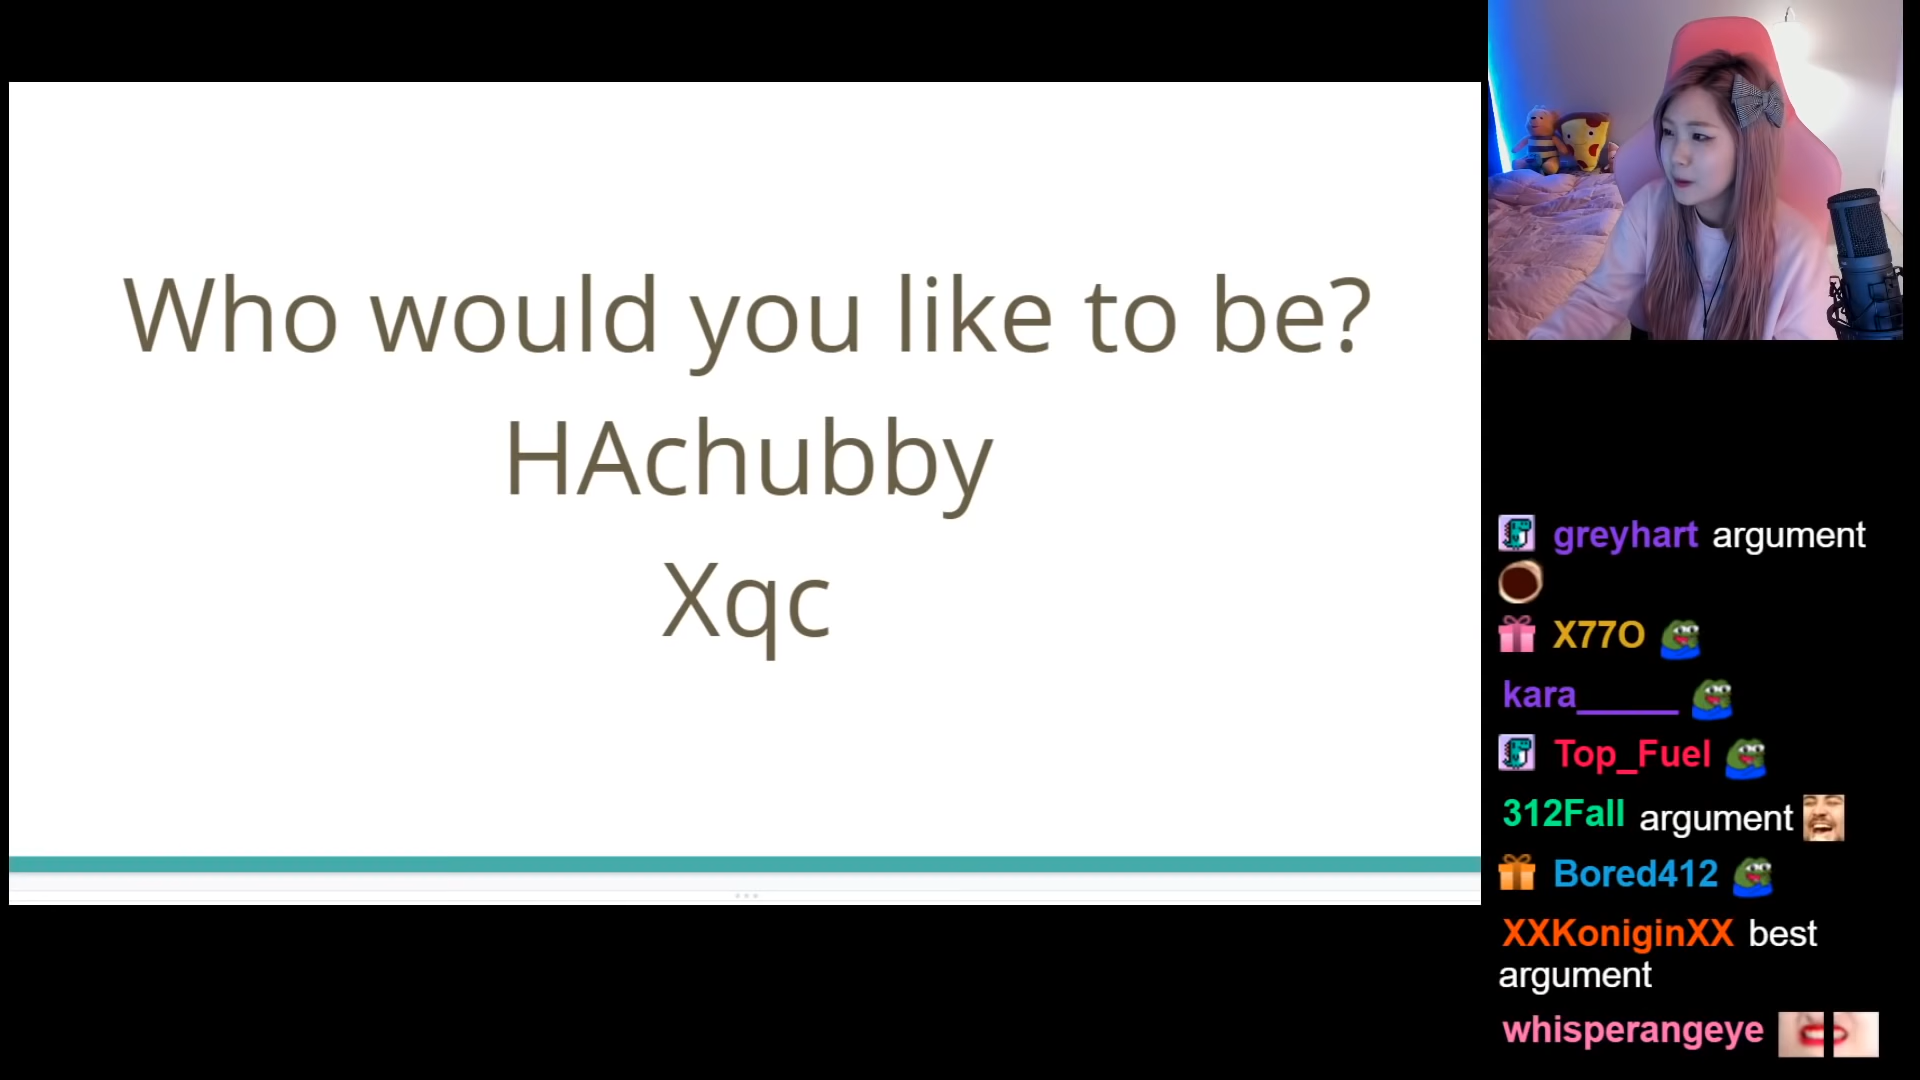 Who would you like to be?
HAchubby
Xqc
greyhart argument
X77O
kara_____
Top_Fuel
312Fall argument
Bored412
XXKoniginXX best
argument
whisperangeye